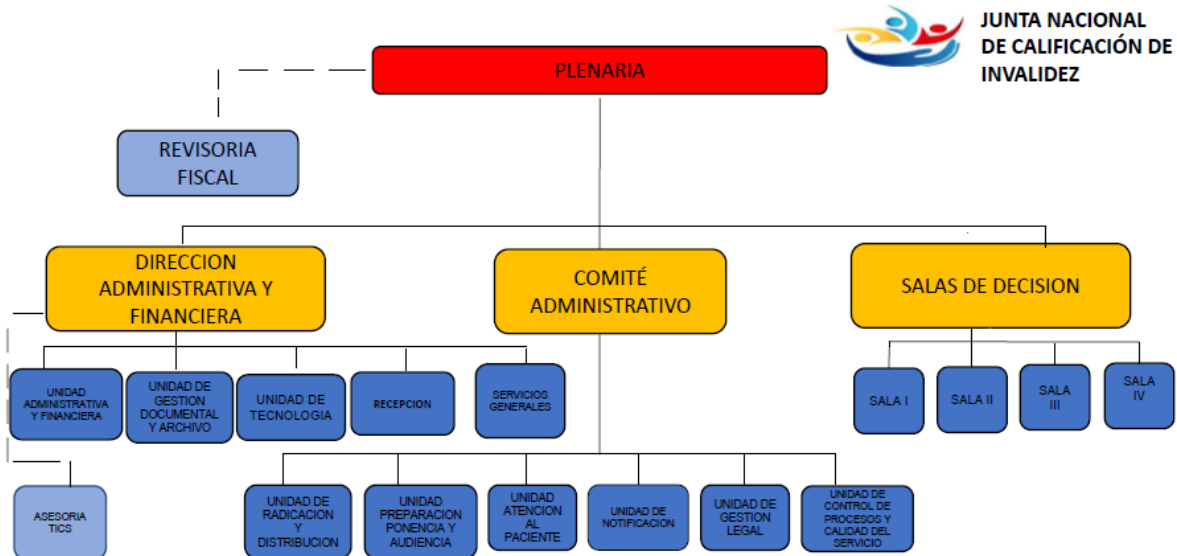 JUNTA NACIONAL
DE CALIFICACIÓN DE
INVALIDEZ
PLENARIA
REVISORIA
FISCAL
DIRECCION
ADMINISTRATIVA Y
FINANCIERA
COMITÉ
ADMINISTRATIVO
SALAS DE DECISION
UNIDAD
ADMINISTRATIVA
Y FINANCIERA
UNIDAD DE
GESTION
DOCUMENTAL
Y ARCHIVO
UNIDAD DE
TECNOLOGIA
RECEPCION
SERVICIOS
GENERALES
SALA I
SALA II
SALA
III
SALA
IV
ASESORIA
TICS
UNIDAD DE
RADICACION
Y
DISTRIBUCION
UNIDAD
PREPARACION
PONENCIA Y
AUDIENCIA
UNIDAD
ATENCION
AL
PACIENTE
UNIDAD DE
NOTIFICACION
UNIDAD DE
GESTION
LEGAL
UNIDAD DE
CONTROL DE
PROCESOS Y
CALIDAD DEL
SERVICIO